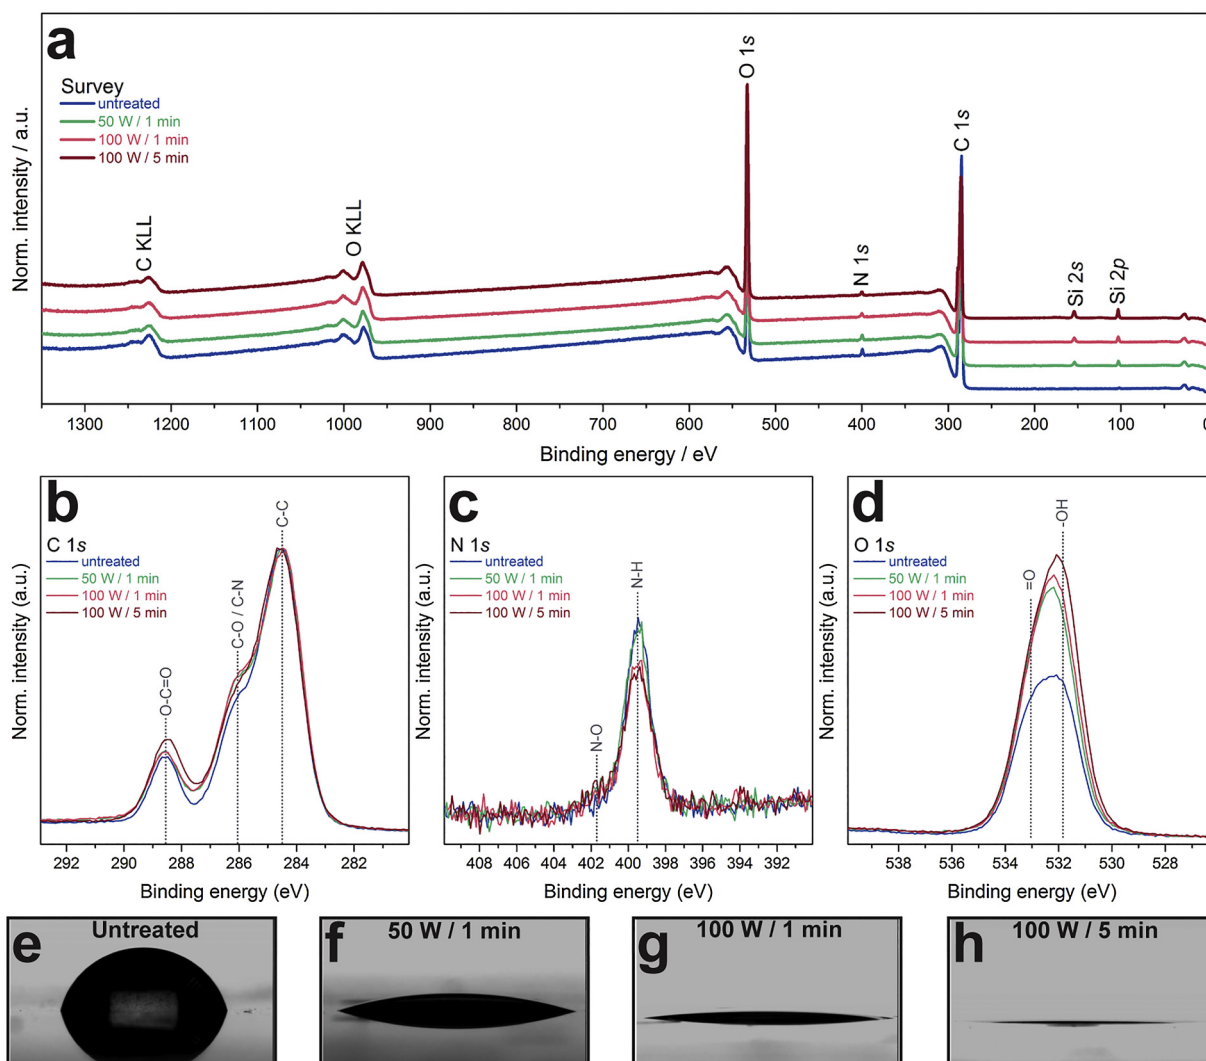 a
Survey
untreated
50 W / 1 min
100 W / 1 min
100 W / 5 min
Norm. intensity / a.u.
C KLL
O KLL
O 1s
N 1s
C 1s
Si 2s
Si 2p
1300 1200 1100 1000 900 800 700 600 500 400 300 200 100 0
Binding energy / eV
b
C 1s
untreated
50 W / 1 min
100 W / 1 min
100 W / 5 min
Norm. intensity (a.u.)
O-C=O
C-O / C-N
C-C
292 290 288 286 284 282
Binding energy (eV)
c
N 1s
untreated
50 W / 1 min
100 W / 1 min
100 W / 5 min
Norm. intensity (a.u.)
N-O
N-H
408 406 404 402 400 398 396 394 392
Binding energy (eV)
d
O 1s
untreated
50 W / 1 min
100 W / 1 min
100 W / 5 min
Norm. intensity (a.u.)
=O
-OH
538 536 534 532 530 528
Binding energy (eV)
e
Untreated
f
50 W / 1 min
g
100 W / 1 min
h
100 W / 5 min